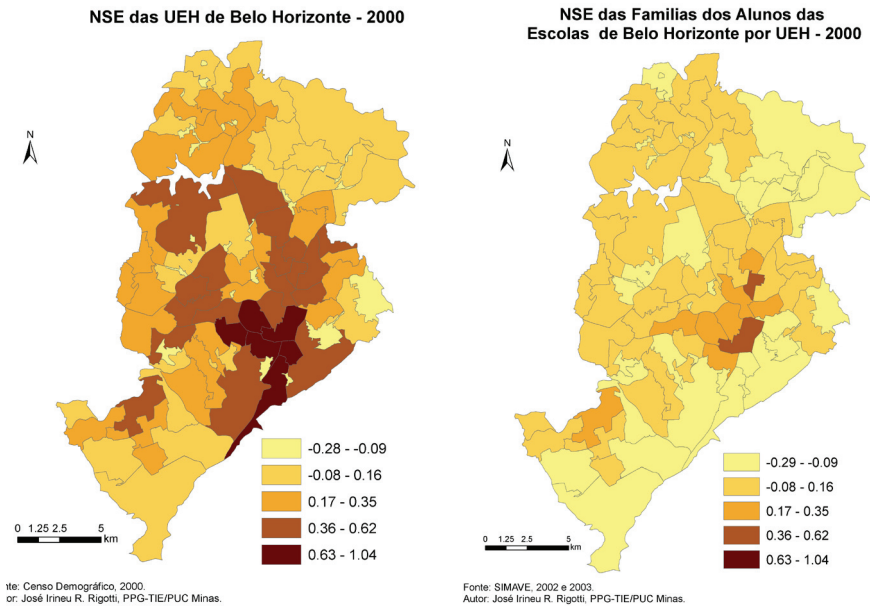 NSE das UEH de Belo Horizonte - 2000
N
-0.28 - -0.09
-0.08 - 0.16
0.17 - 0.35
0.36 - 0.62
0.63 - 1.04
0 1.25 2.5 5
km
nte: Censo Demográfico, 2000.
or: José Irineu R. Rigotti, PPG-TIE/PUC Minas.
NSE das Familias dos Alunos das
Escolas de Belo Horizonte por UEH - 2000
N
-0.29 - -0.09
-0.08 - 0.16
0.17 - 0.35
0.36 - 0.62
0.63 - 1.04
0 1.25 2.5 5
km
Fonte: SIMAVE, 2002 e 2003.
Autor: José Irineu R. Rigotti, PPG-TIE/PUC Minas.